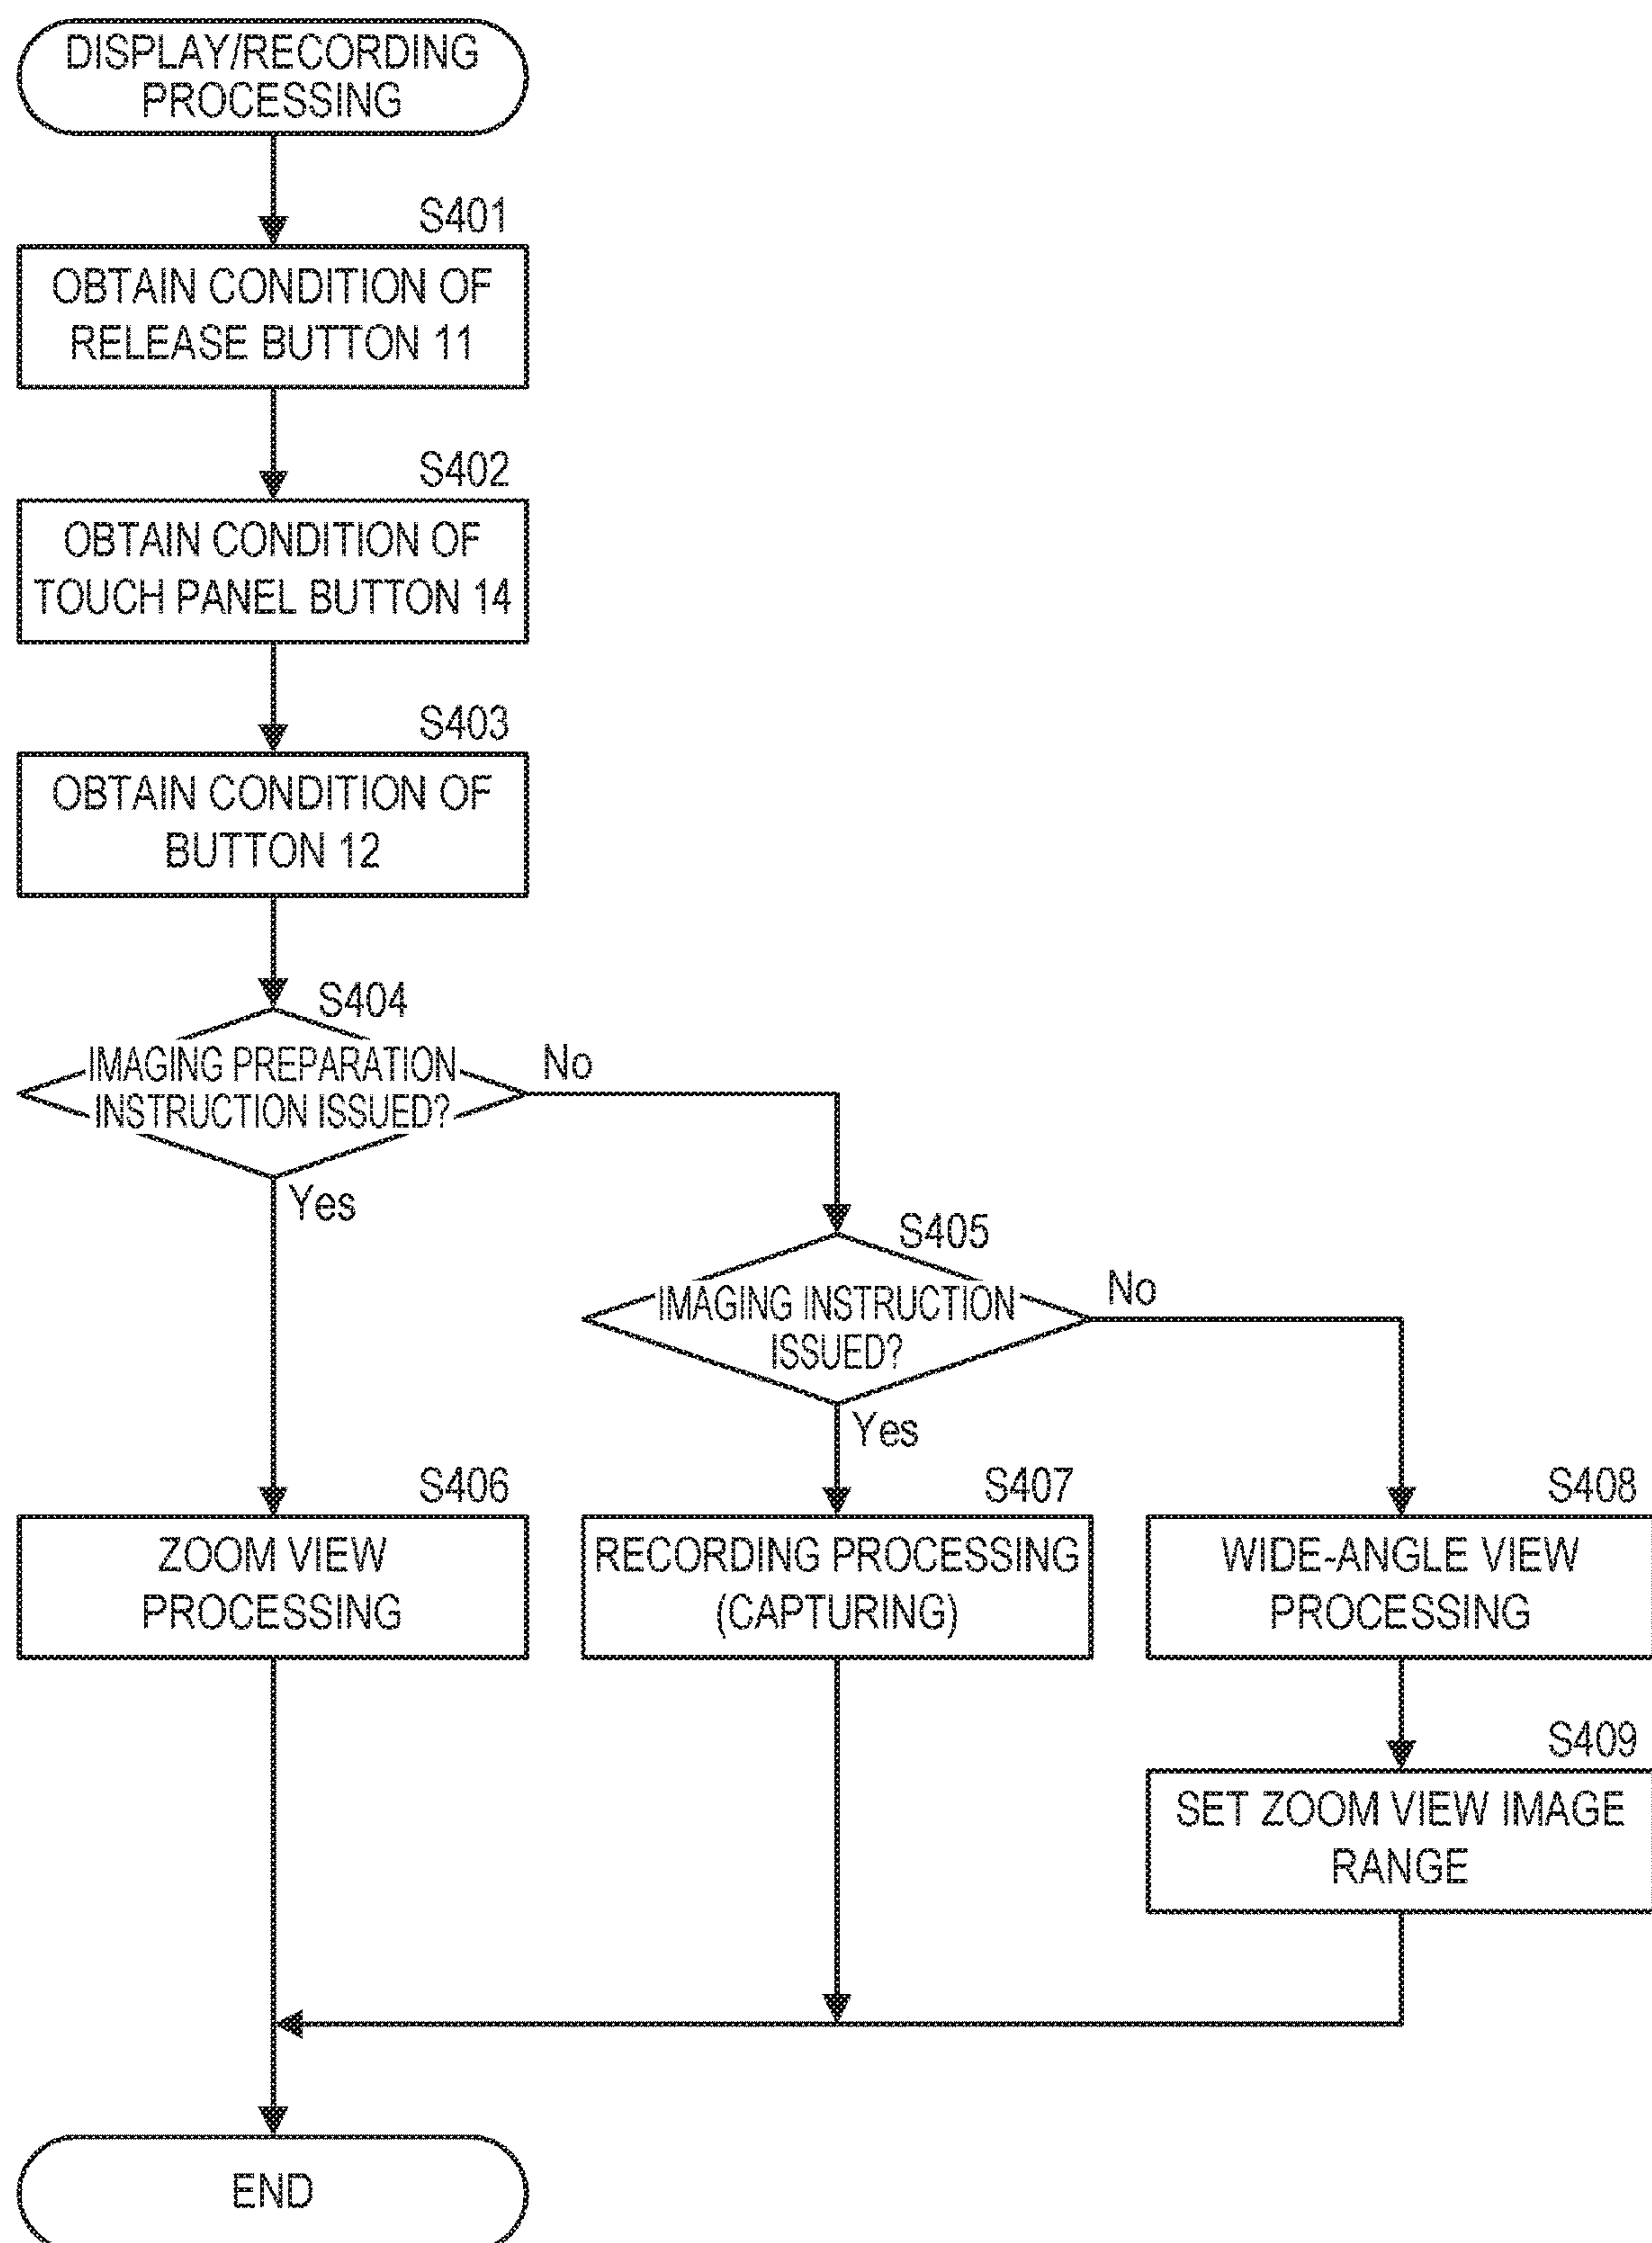 DISPLAY/RECORDING
PROCESSING
S401
OBTAIN CONDITION OF
RELEASE BUTTON 11
S402
OBTAIN CONDITION OF
TOUCH PANEL BUTTON 14
S403
OBTAIN CONDITION OF
BUTTON 12
S404
IMAGING PREPARATION
INSTRUCTION ISSUED?
No
Yes
S405
IMAGING INSTRUCTION
ISSUED?
No
Yes
S406
ZOOM VIEW
PROCESSING
S407
RECORDING PROCESSING
(CAPTURING)
S408
WIDE-ANGLE VIEW
PROCESSING
S409
SET ZOOM VIEW IMAGE
RANGE
END